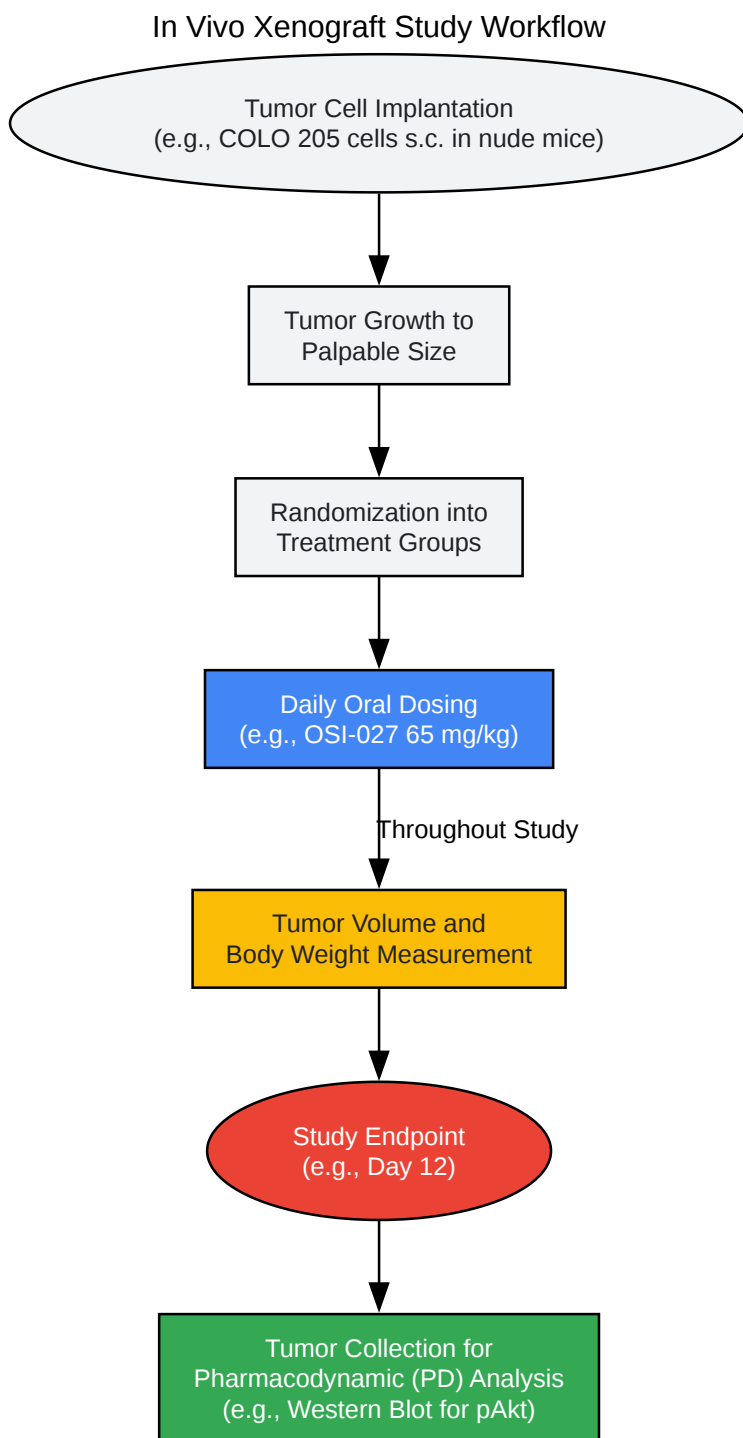 In Vivo Xenograft Study Workflow
Tumor Cell Implantation
(e.g., COLO 205 cells s.c. in nude mice)
Tumor Growth to
Palpable Size
Randomization into
Treatment Groups
Daily Oral Dosing
(e.g., OSI-027 65 mg/kg)
Throughout Study
Tumor Volume and
Body Weight Measurement
Study Endpoint
(e.g., Day 12)
Tumor Collection for
Pharmacodynamic (PD) Analysis
(e.g., Western Blot for pAkt)